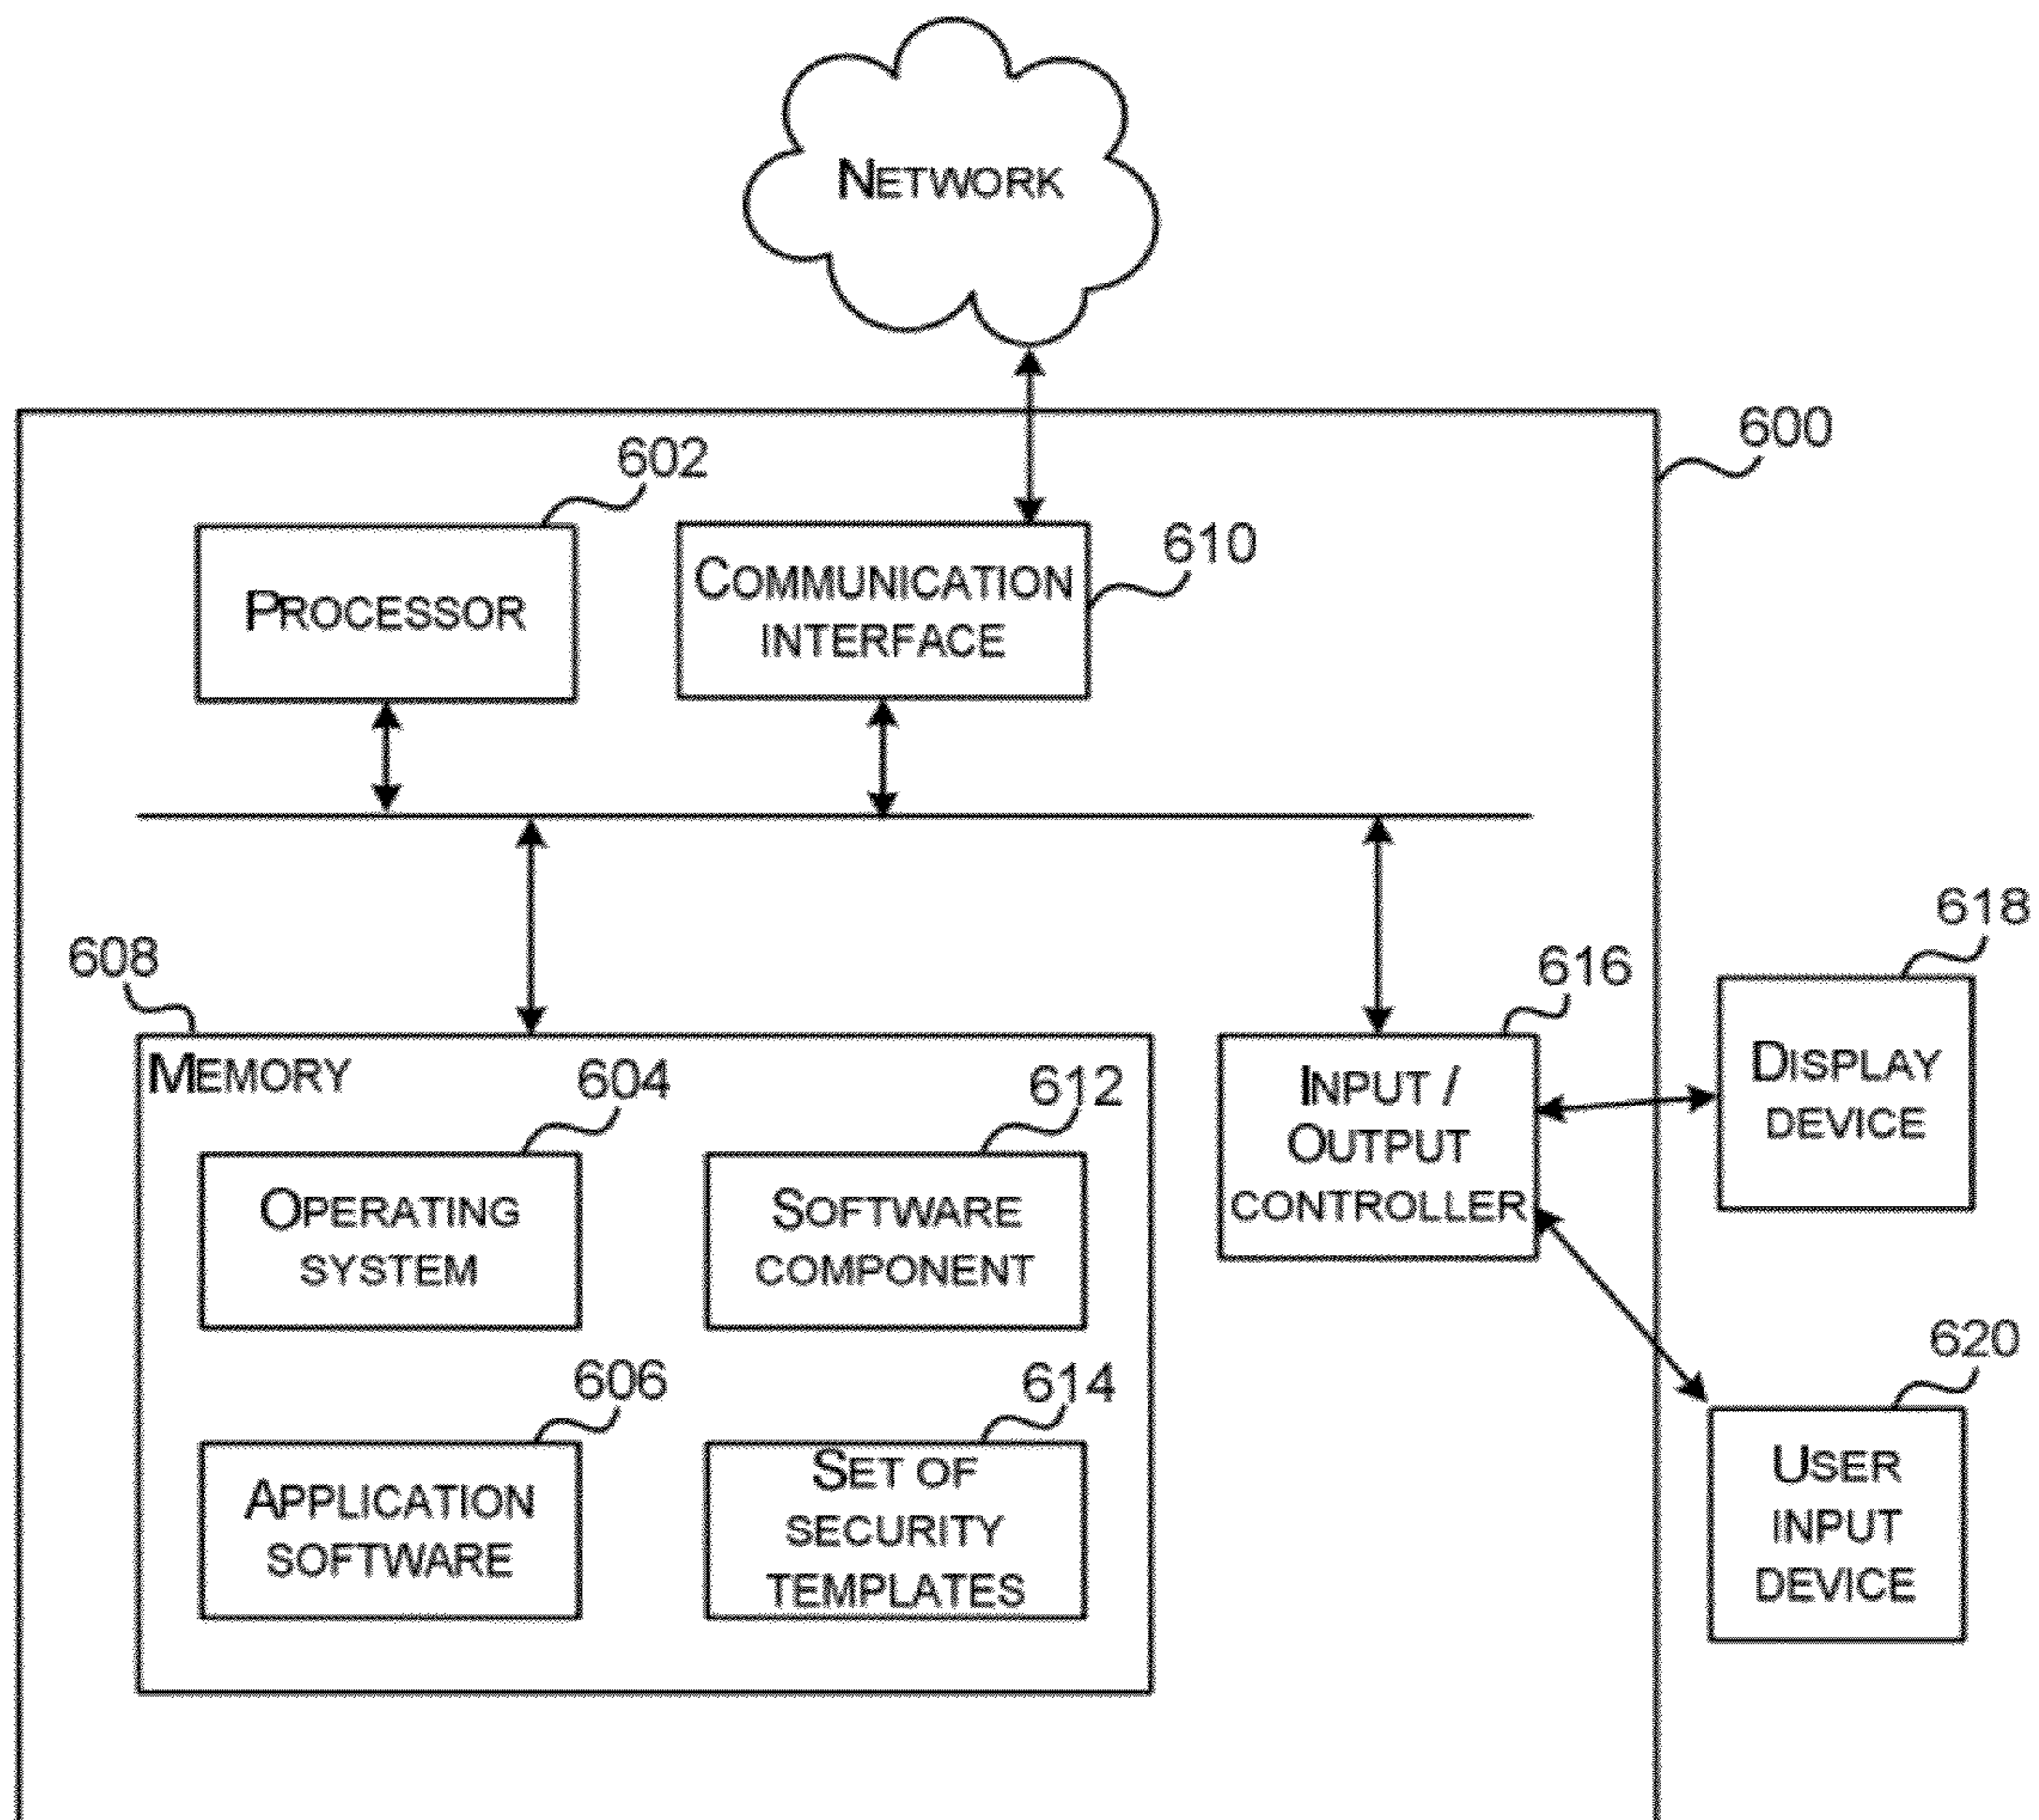 NETWORK
600
602
PROCESSOR
610
COMMUNICATION
INTERFACE
608
MEMORY
604
OPERATING
SYSTEM
612
SOFTWARE
COMPONENT
606
APPLICATION
SOFTWARE
614
SET OF
SECURITY
TEMPLATES
616
INPUT /
OUTPUT
CONTROLLER
618
DISPLAY
DEVICE
620
USER
INPUT
DEVICE